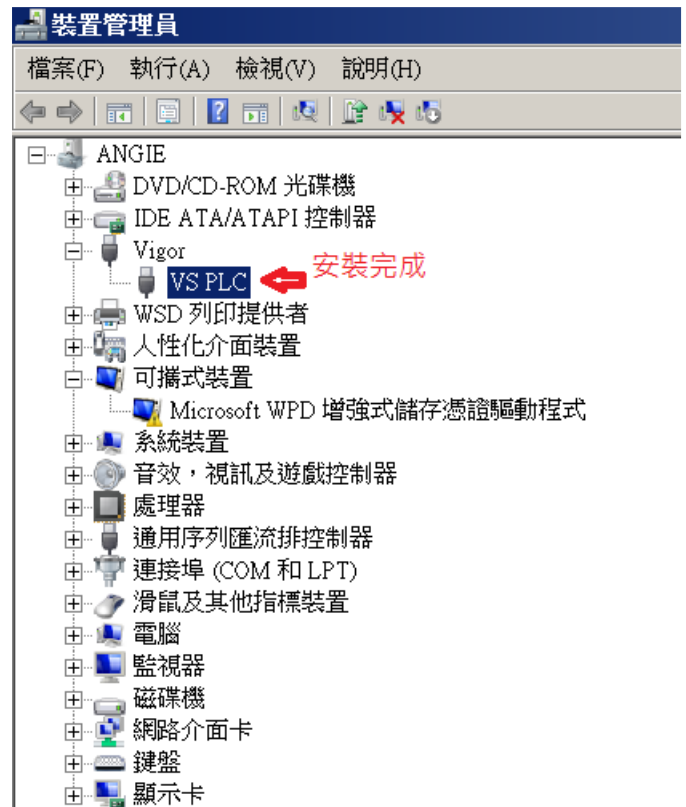 裝置管理員
檔案(F) 執行(A) 檢視(V) 說明(H)
ANGIE
DVD/CD-ROM 光碟機
IDE ATA/ATAPI 控制器
Vigor
VS PLC 安裝完成
WSD 列印提供者
人性化介面裝置
可攜式裝置
Microsoft WPD 增強式儲存憑證驅動程式
系統裝置
音效，視訊及遊戲控制器
處理器
通用序列匯流排控制器
連接埠 (COM 和 LPT)
滑鼠及其他指標裝置
電腦
監視器
磁碟機
網路介面卡
鍵盤
顯示卡